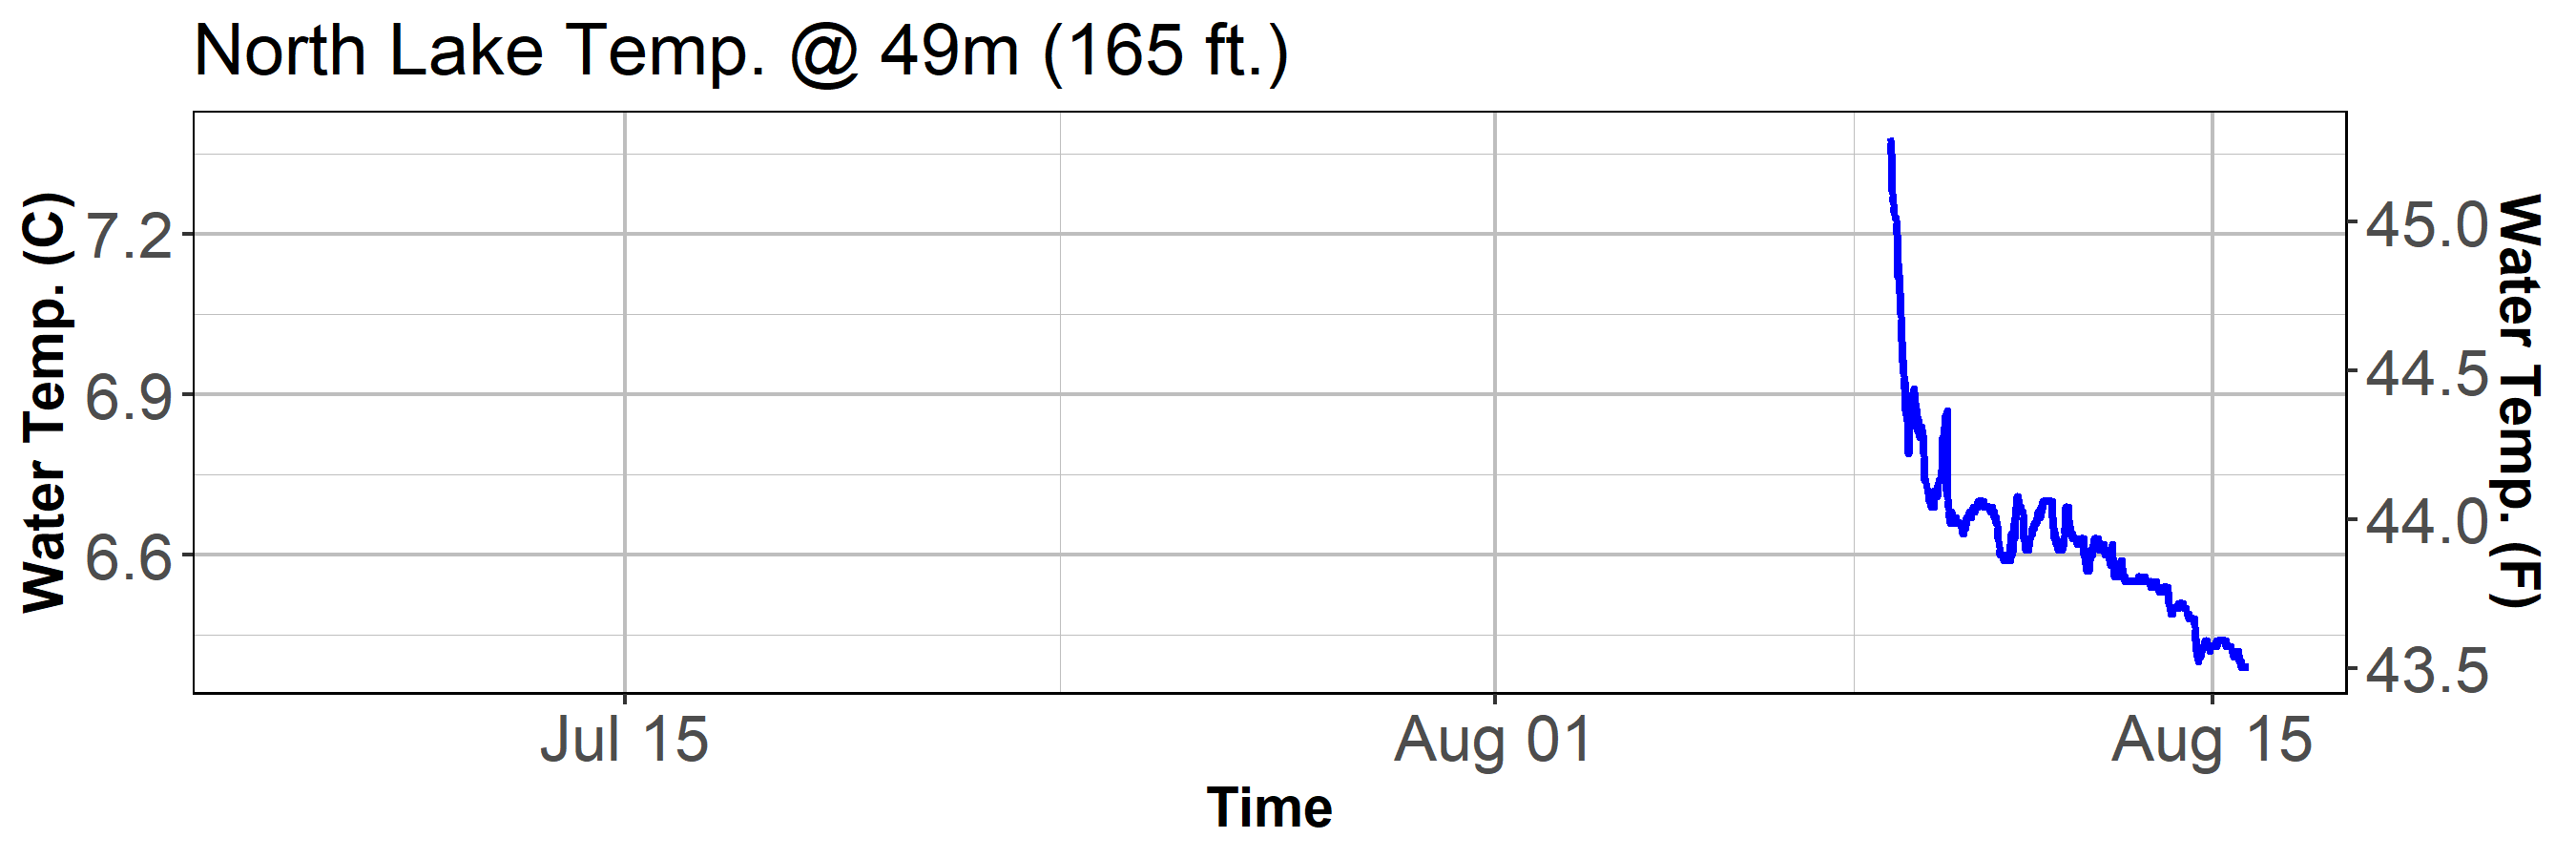 North Lake Temp. @ 49m (165 ft.)
Water Temp. (C)
7.2
6.9
6.6
45.0
44.5
44.0
43.5
Water Temp. (F)
Jul 15
Aug 01
Aug 15
Time